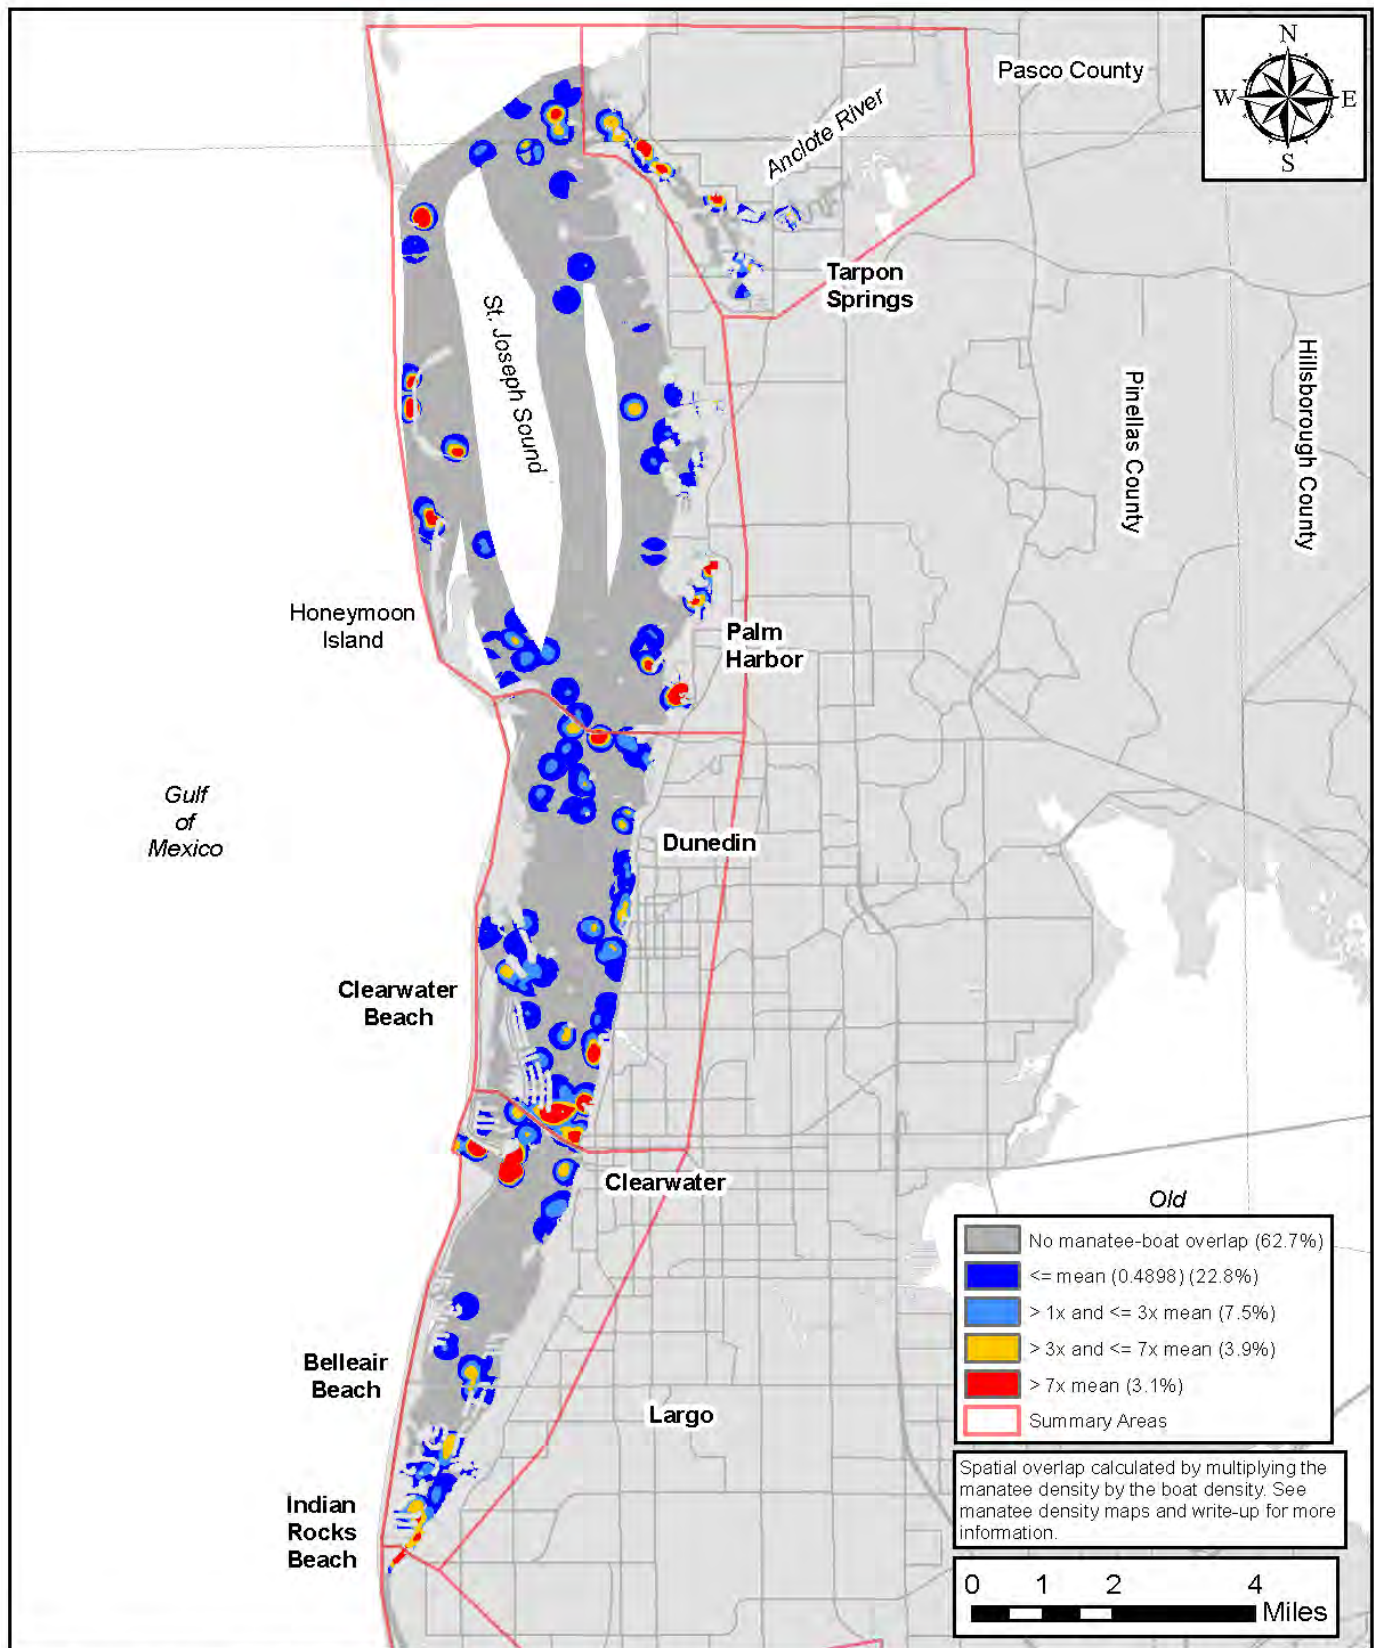 N
W E
S
Pasco County
Anclote River
Tarpon
Springs
St. Joseph Sound
Pinellas County
Hillsborough County
Honeymoon
Island
Palm
Harbor
Gulf
of
Mexico
Dunedin
Clearwater
Beach
Clearwater
Old
Belleair
Beach
Largo
Indian
Rocks
Beach
No manatee-boat overlap (62.7%)
<= mean (0.4898) (22.8%)
> 1x and <= 3x mean (7.5%)
> 3x and <= 7x mean (3.9%)
> 7x mean (3.1%)
Summary Areas
Spatial overlap calculated by multiplying the
manatee density by the boat density. See
manatee density maps and write-up for more
information.
0 1 2 4
Miles